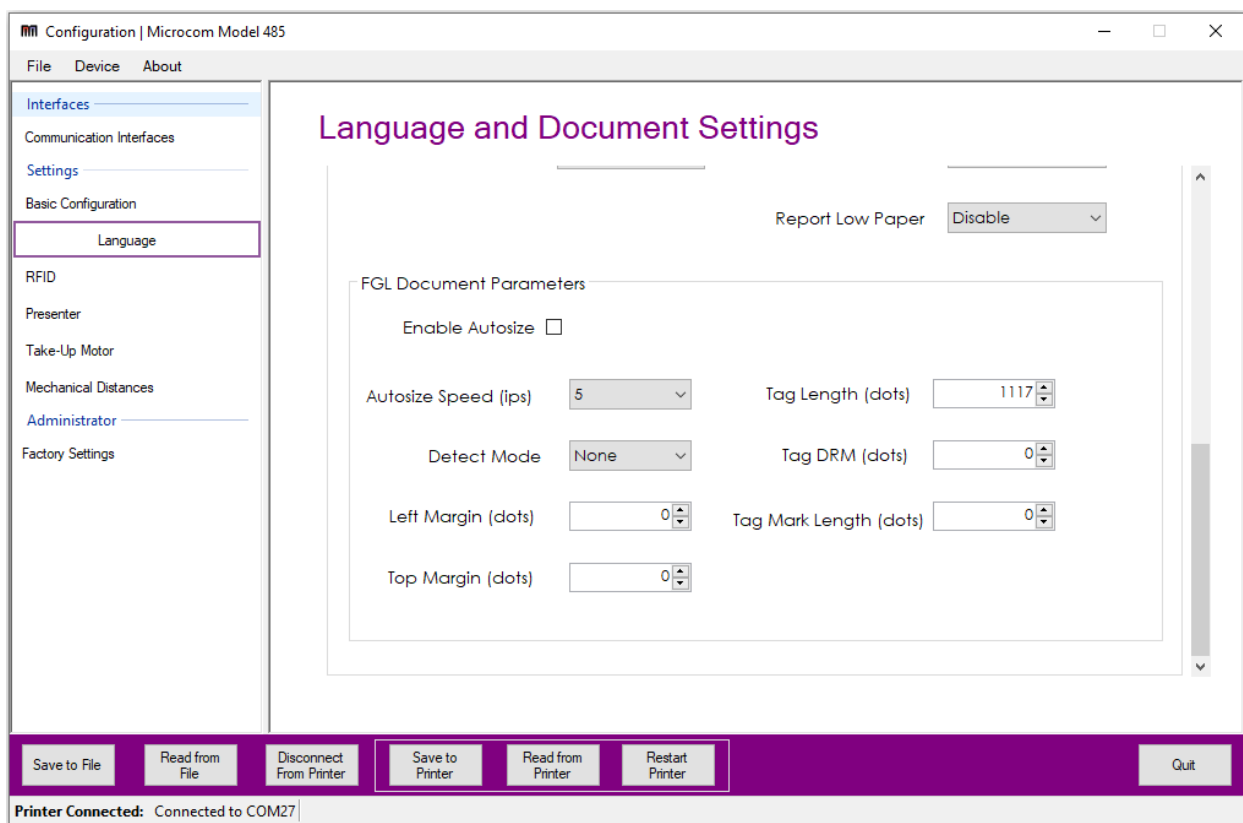 Configuration | Microcom Model 485
File Device About
Interfaces
Communication Interfaces
Settings
Basic Configuration
Language
RFID
Presenter
Take-Up Motor
Mechanical Distances
Administrator
Factory Settings
Language and Document Settings
Report Low Paper Disable
FGL Document Parameters
Enable Autosize
Autosize Speed (ips) 5 Tag Length (dots) 1117
Detect Mode None Tag DRM (dots) 0
Left Margin (dots) 0 Tag Mark Length (dots) 0
Top Margin (dots) 0
Save to File
Read from
File
Disconnect
From Printer
Save to
Printer
Read from
Printer
Restart
Printer
Quit
Printer Connected: Connected to COM27